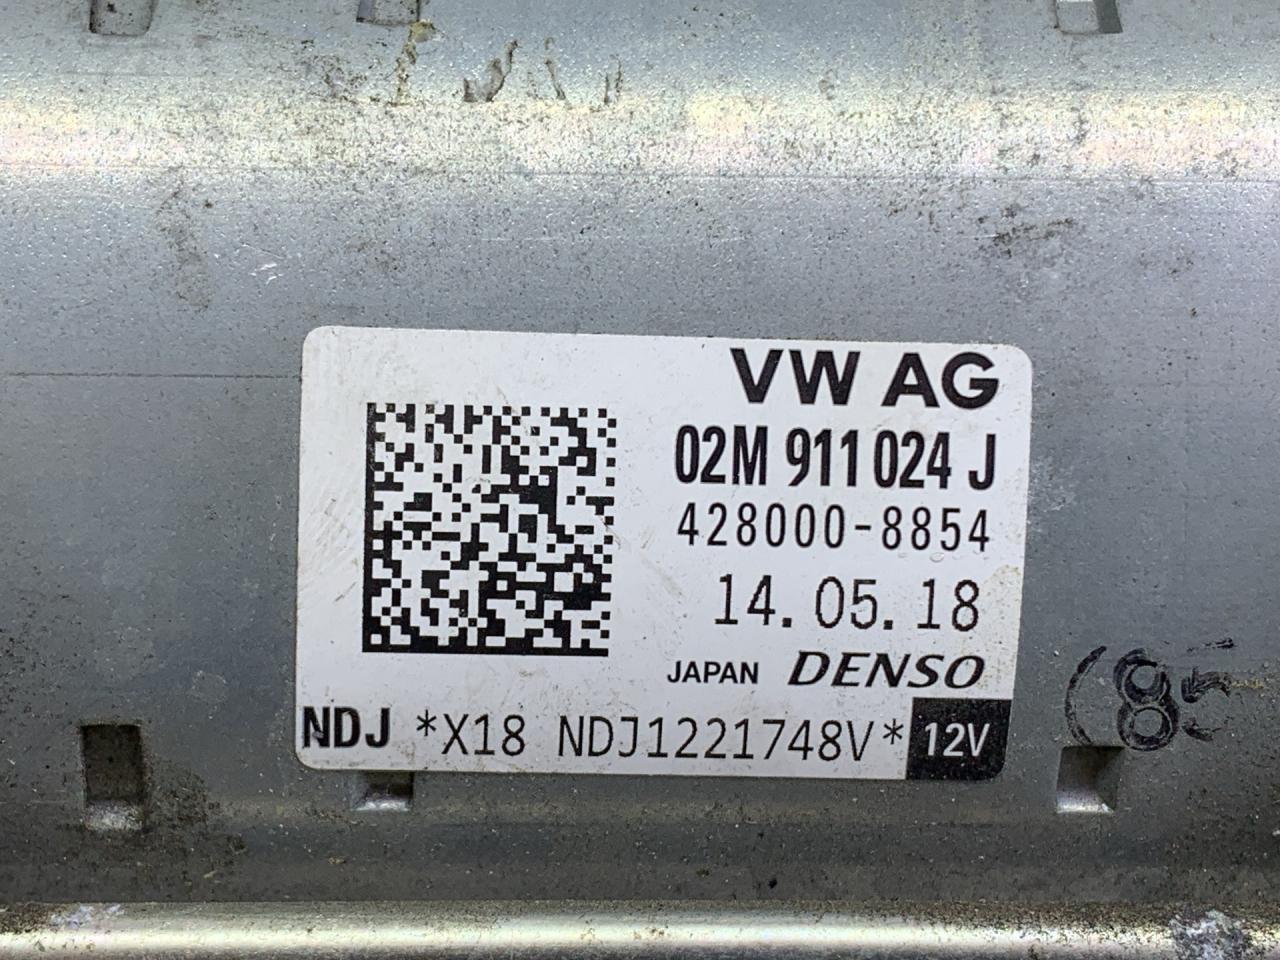 VW AG
02M 911 024 J
428000-8854
14.05.18
JAPAN DENSO
NDJ *X18 NDJ1221748V* 12V